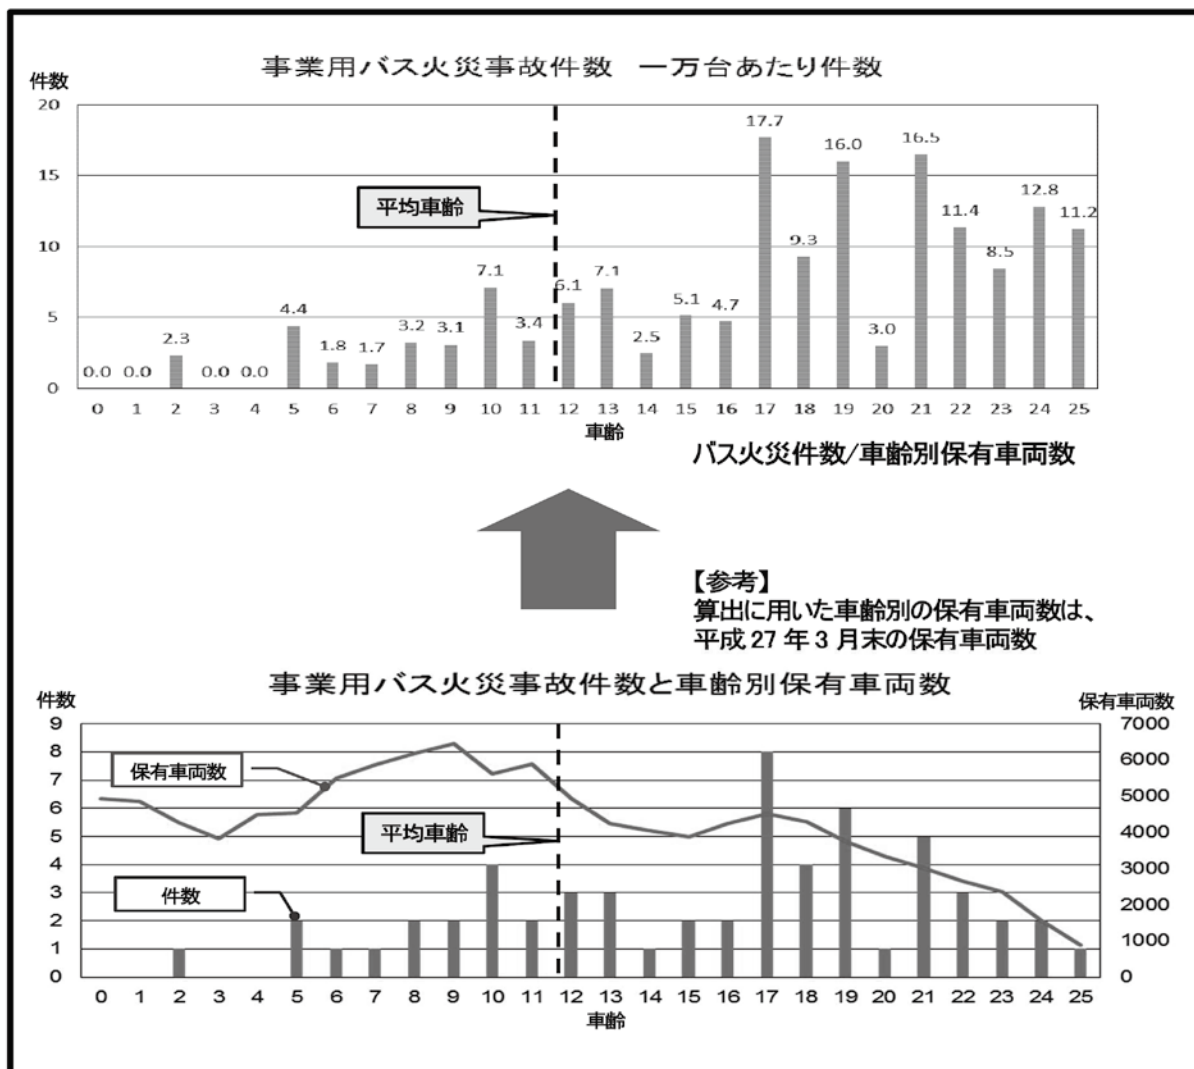 事業用バス火災事故件数 一万台あたり件数
件数
20
15
10
5
0
平均車齢
0.0 0.0 2.3 0.0 0.0 4.4 1.8 1.7 3.2 3.1 7.1 3.4 6.1 7.1 2.5 5.1 4.7 17.7 9.3 16.0 3.0 16.5 11.4 8.5 12.8 11.2
0 1 2 3 4 5 6 7 8 9 10 11 12 13 14 15 16 17 18 19 20 21 22 23 24 25
車齢
バス火災件数/車齢別保有車両数
【参考】
算出に用いた車齢別の保有車両数は、
平成 27 年 3 月末の保有車両数
事業用バス火災事故件数と車齢別保有車両数
件数
保有車両数
9
8
7
6
5
4
3
2
1
0
保有車両数
平均車齢
件数
7000
6000
5000
4000
3000
2000
1000
0
0 1 2 3 4 5 6 7 8 9 10 11 12 13 14 15 16 17 18 19 20 21 22 23 24 25
車齢